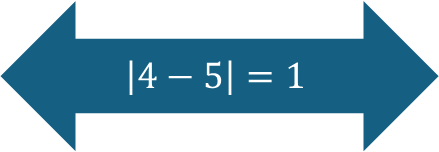 |4 − 5| = 1